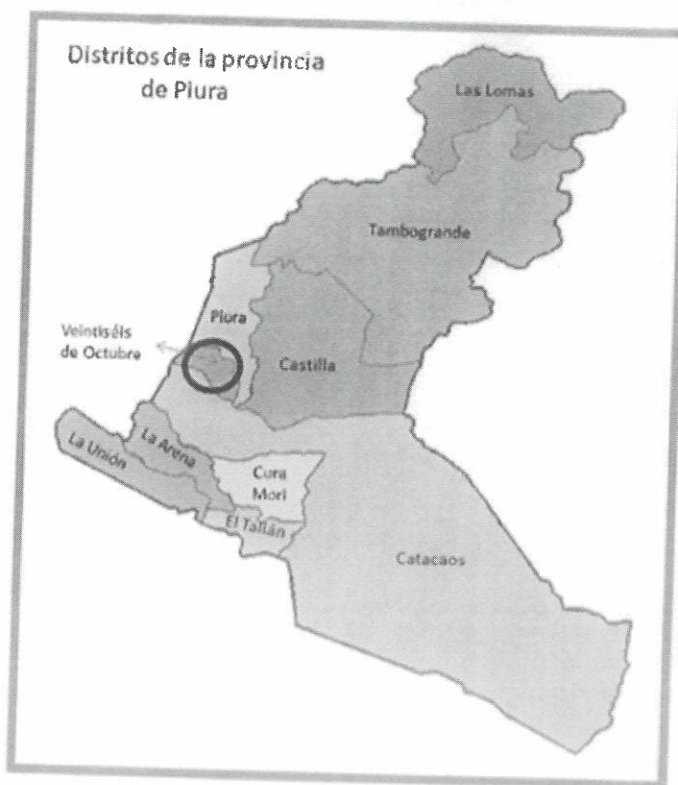 Distritos de la provincia
de Piura
Las Lomas
Tambogrande
Piura
Veintiséis
de Octubre
Castilla
La Unión
La Arena
Cura
Mori
El Tallán
Catacaos